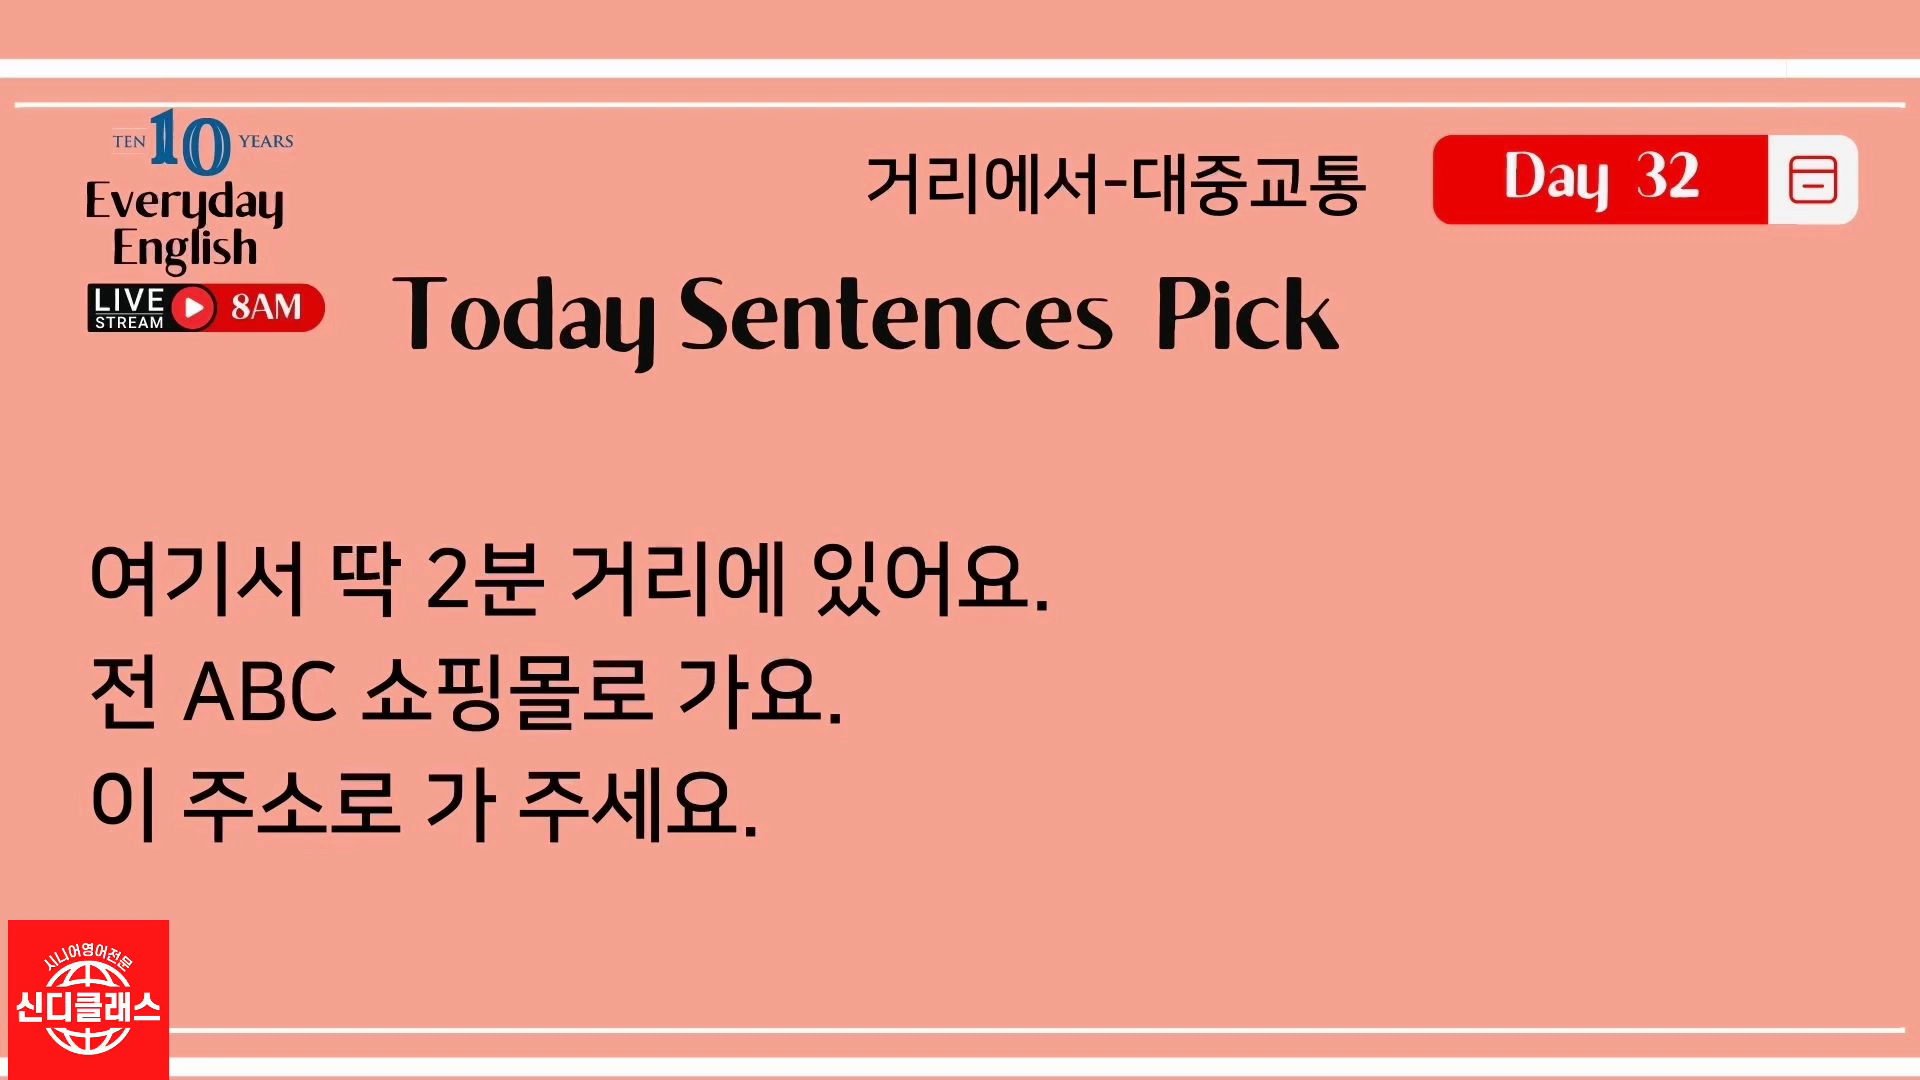 TEN 10 YEARS
Everyday
English
LIVE STREAM 8AM
거리에서-대중교통
Day 32
Today Sentences Pick
여기서 딱 2분 거리에 있어요.
전 ABC 쇼핑몰로 가요.
이 주소로 가 주세요.
시니어영어전문
신디클래스